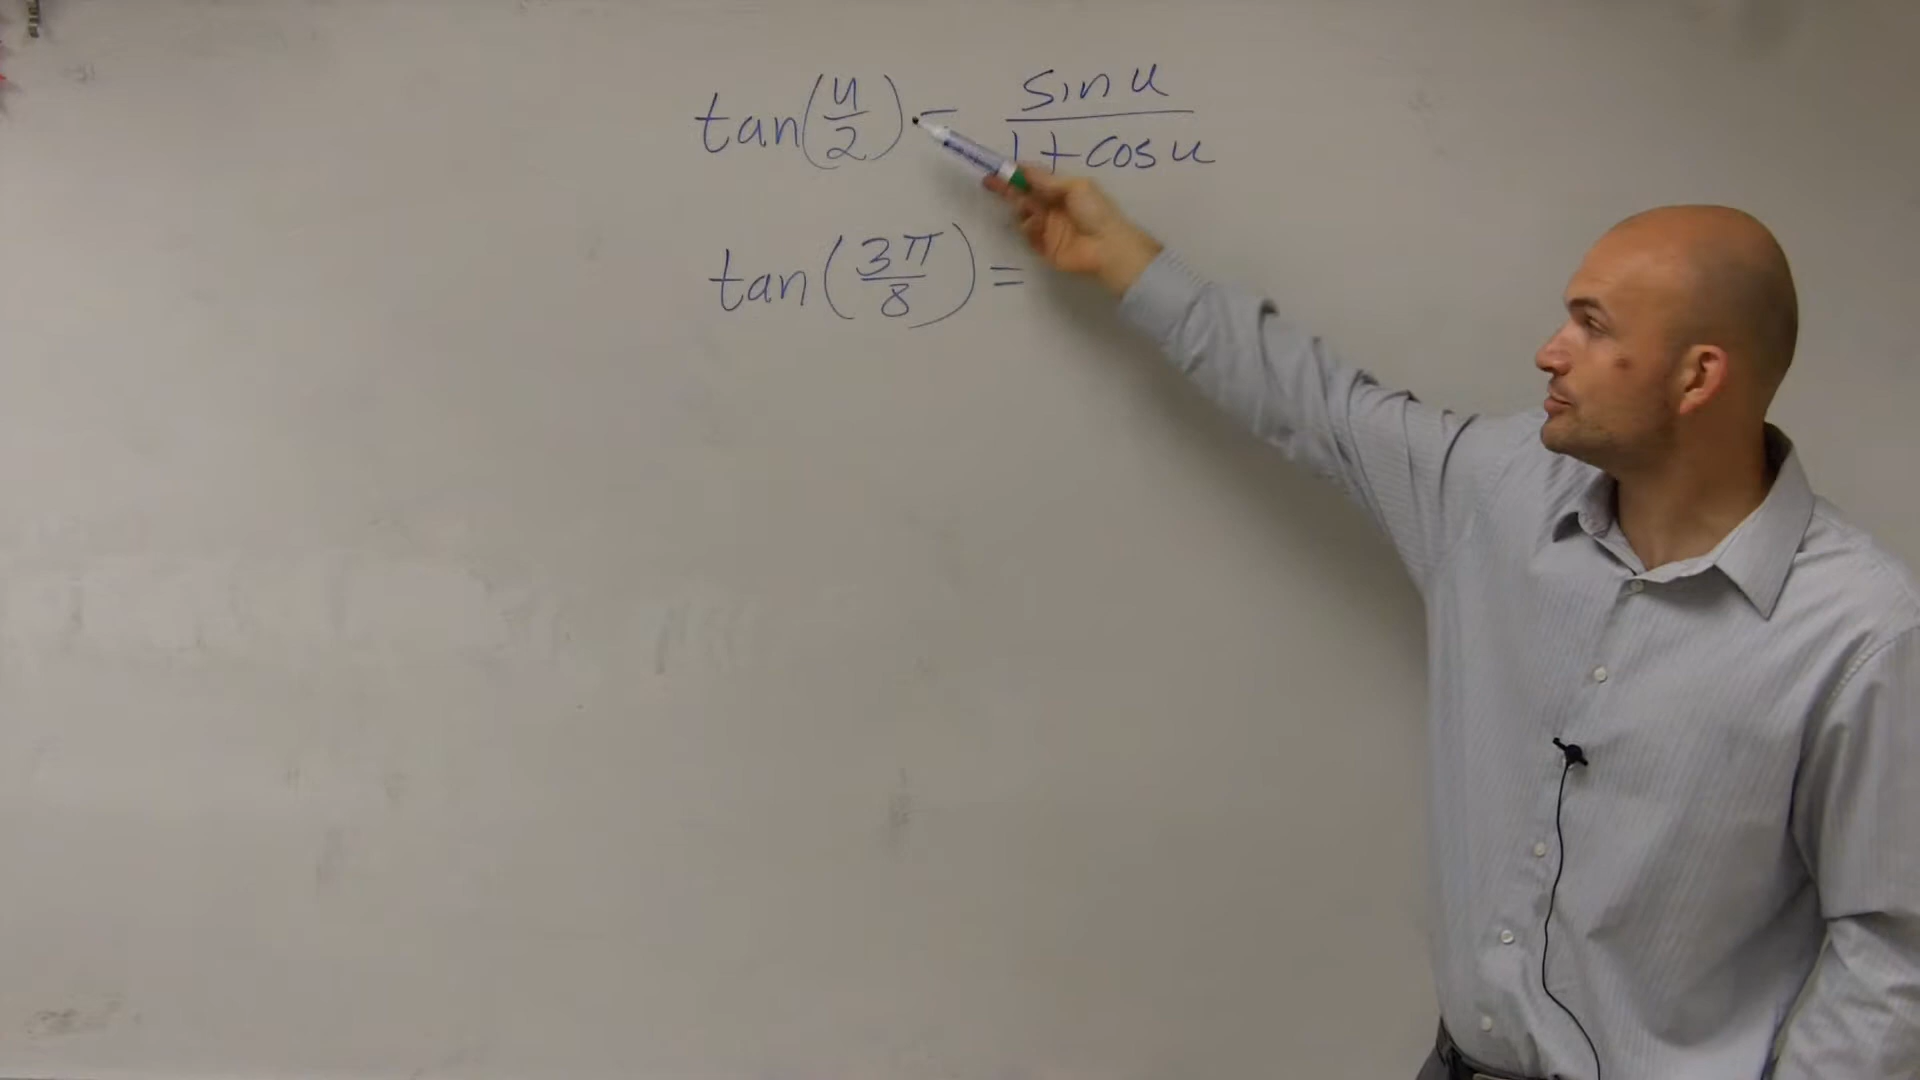 tan(u/2) = sin u / 1 + cos u
tan(3π/8) =